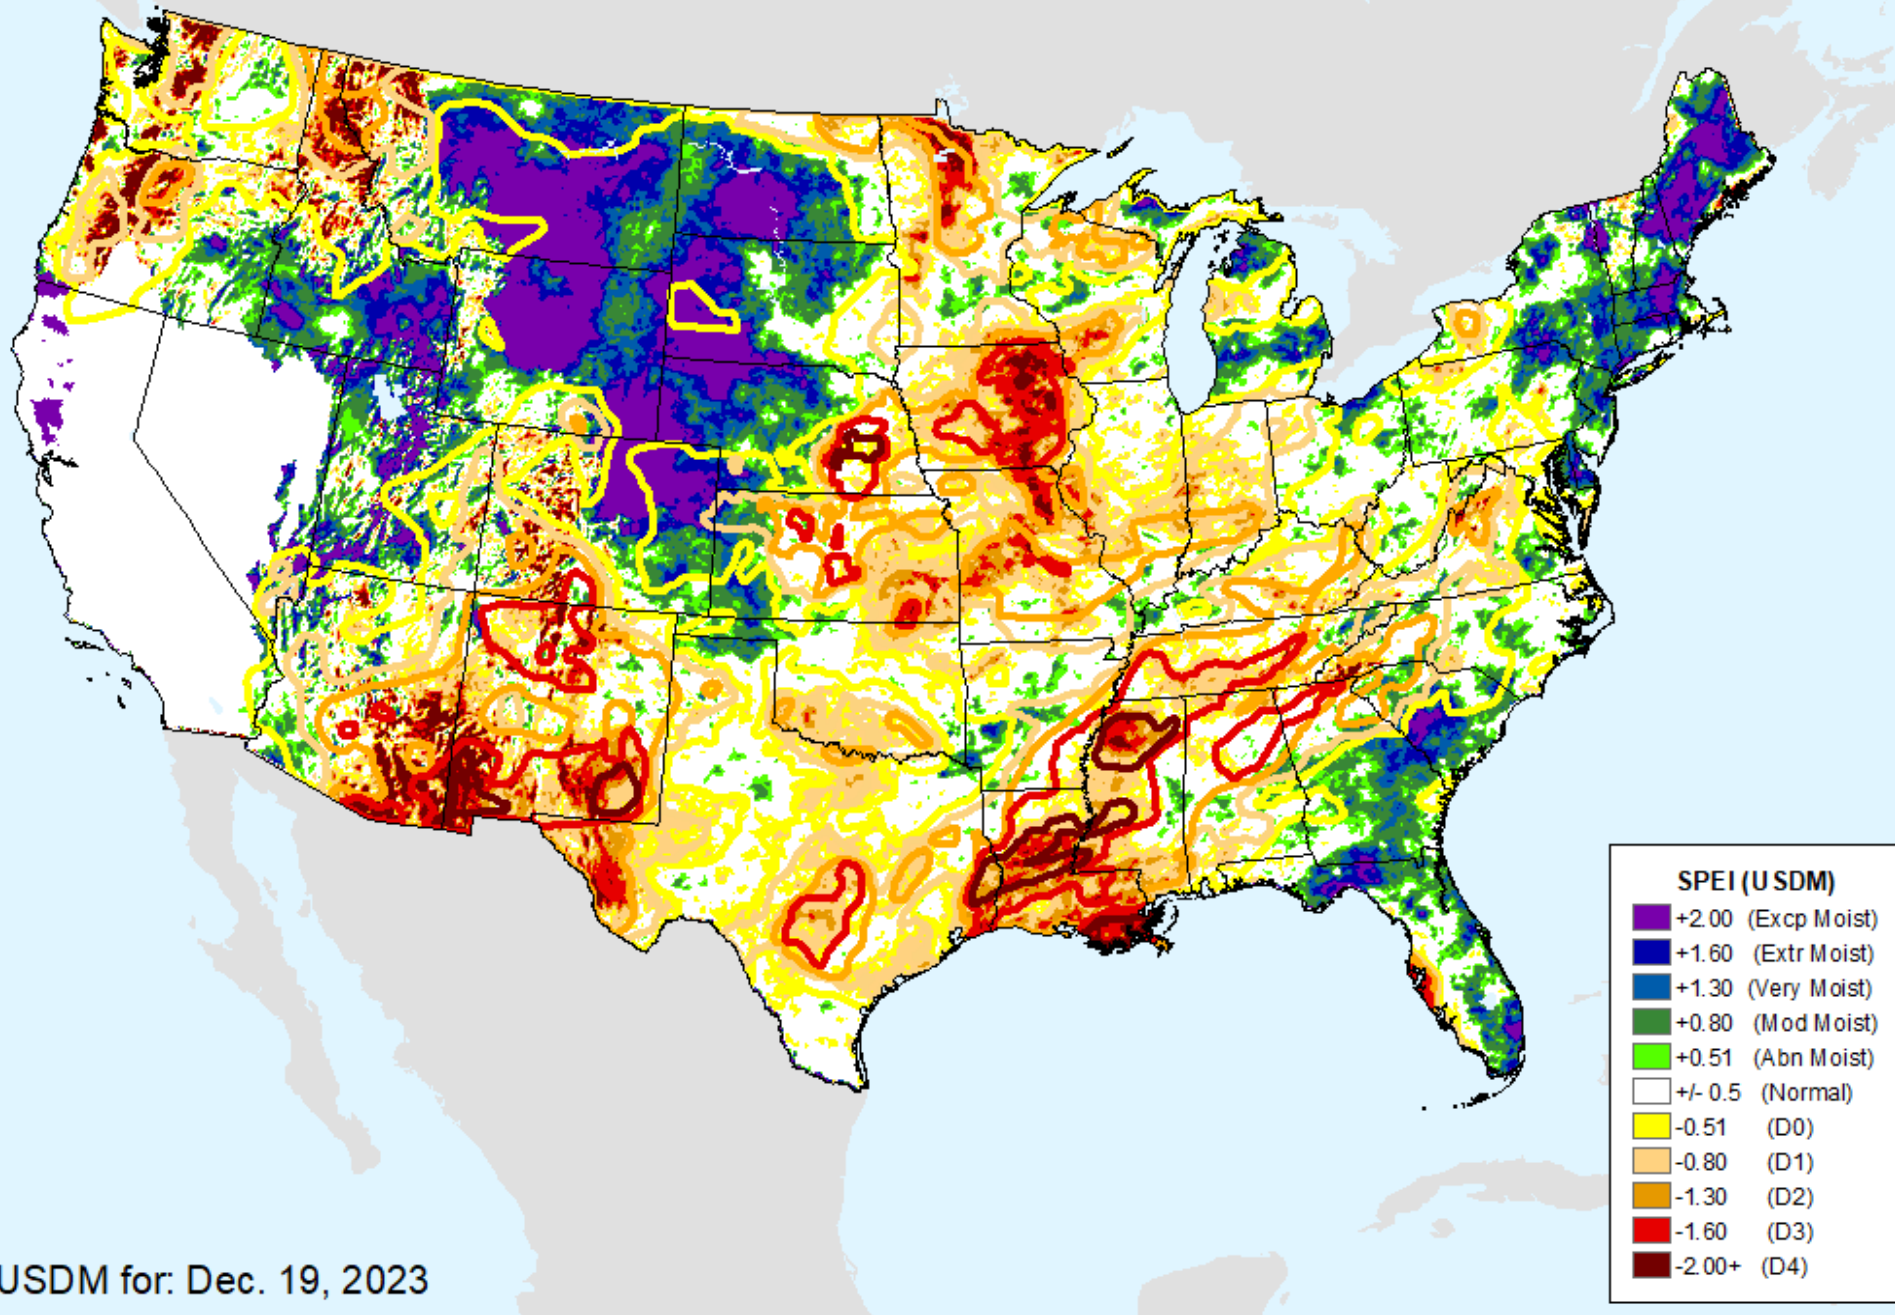 SPEI (USDM)
+2.00 (Excp Moist)
+1.60 (Extr Moist)
+1.30 (Very Moist)
+0.80 (Mod Moist)
+0.51 (Abn Moist)
+/- 0.5 (Normal)
-0.51 (D0)
-0.80 (D1)
-1.30 (D2)
-1.60 (D3)
-2.00+ (D4)
USDM for: Dec. 19, 2023